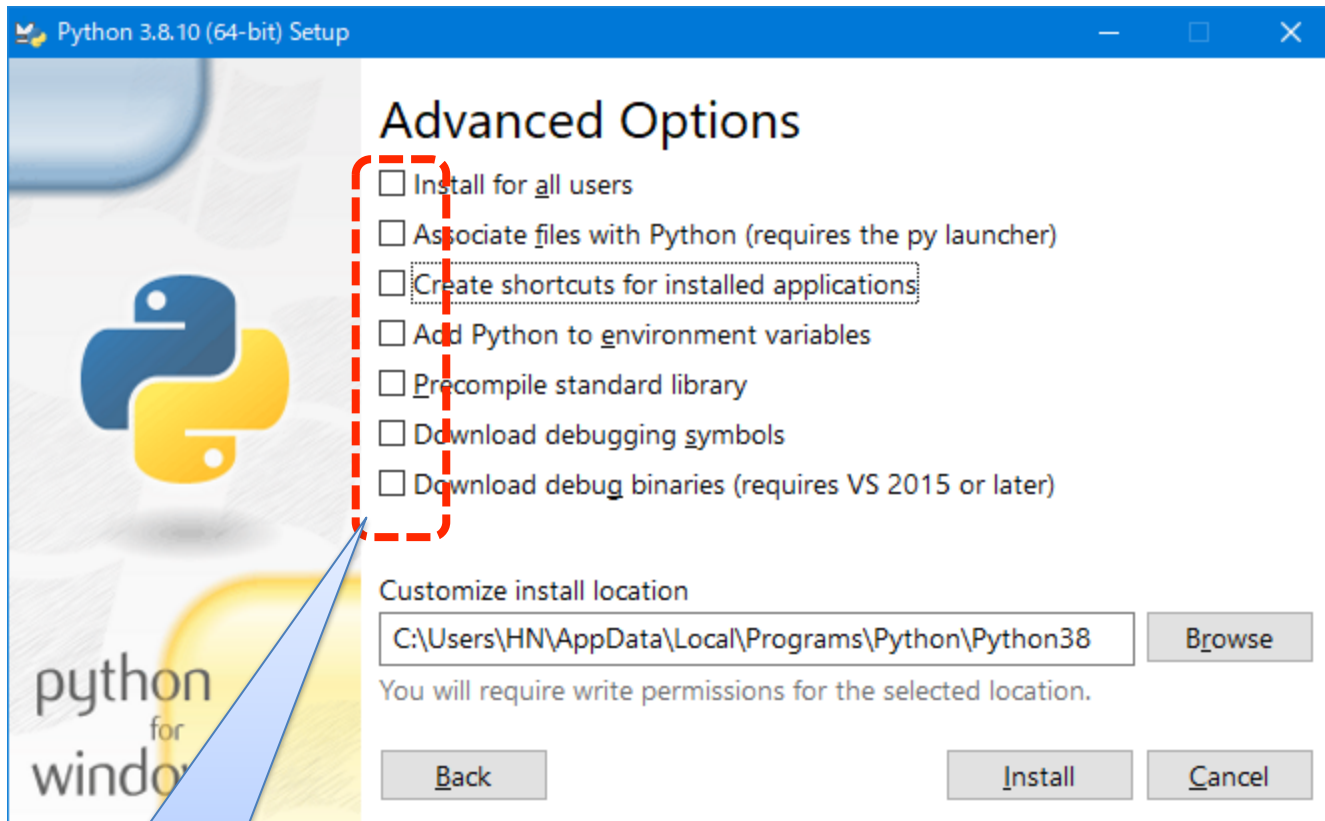 Python 3.8.10 (64-bit) Setup
Advanced Options
Install for all users
Associate files with Python (requires the py launcher)
Create shortcuts for installed applications
Add Python to environment variables
Precompile standard library
Download debugging symbols
Download debug binaries (requires VS 2015 or later)
Customize install location
C:\Users\HN\AppData\Local\Programs\Python\Python38
Browse
You will require write permissions for the selected location.
python
for
windo
Back
Install
Cancel